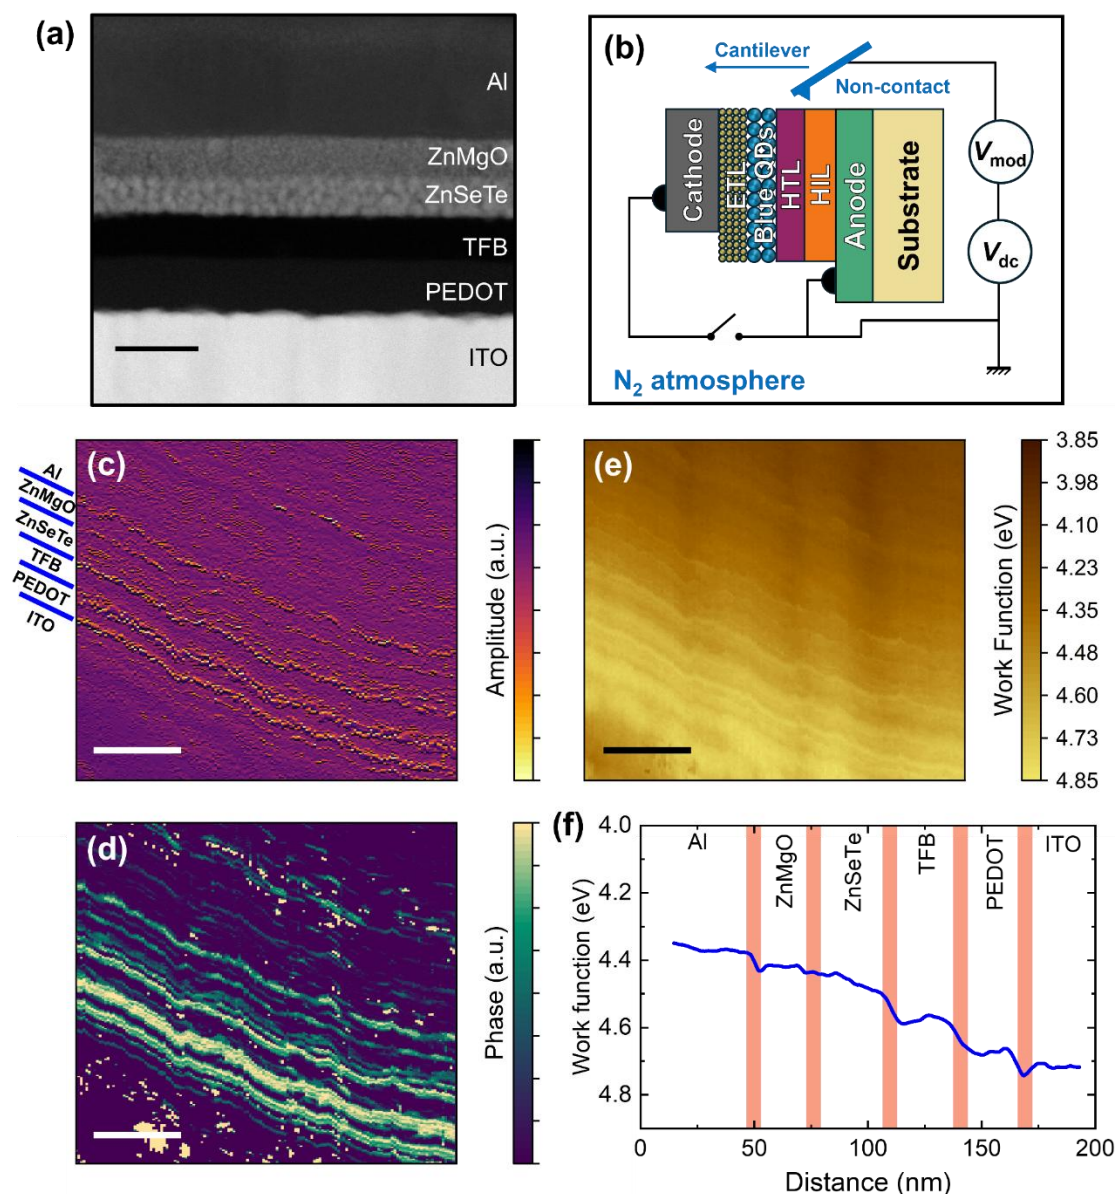 (a)
Al
ZnMgO
ZnSeTe
TFB
PEDOT
ITO
(b)
Cantilever
Non-contact
Cathode
ETL
Blue QDs
HTL
HIL
Anode
Substrate
Vmod
Vdc
N2 atmosphere
(c)
Al
ZnMgO
ZnSeTe
TFB
PEDOT
ITO
Amplitude (a.u.)
(e)
Work Function (eV)
3.85
3.98
4.10
4.23
4.35
4.48
4.60
4.73
4.85
(d)
Phase (a.u.)
(f)
Work function (eV)
4.0
4.2
4.4
4.6
4.8
Al
ZnMgO
ZnSeTe
TFB
PEDOT
ITO
0 50 100 150 200
Distance (nm)